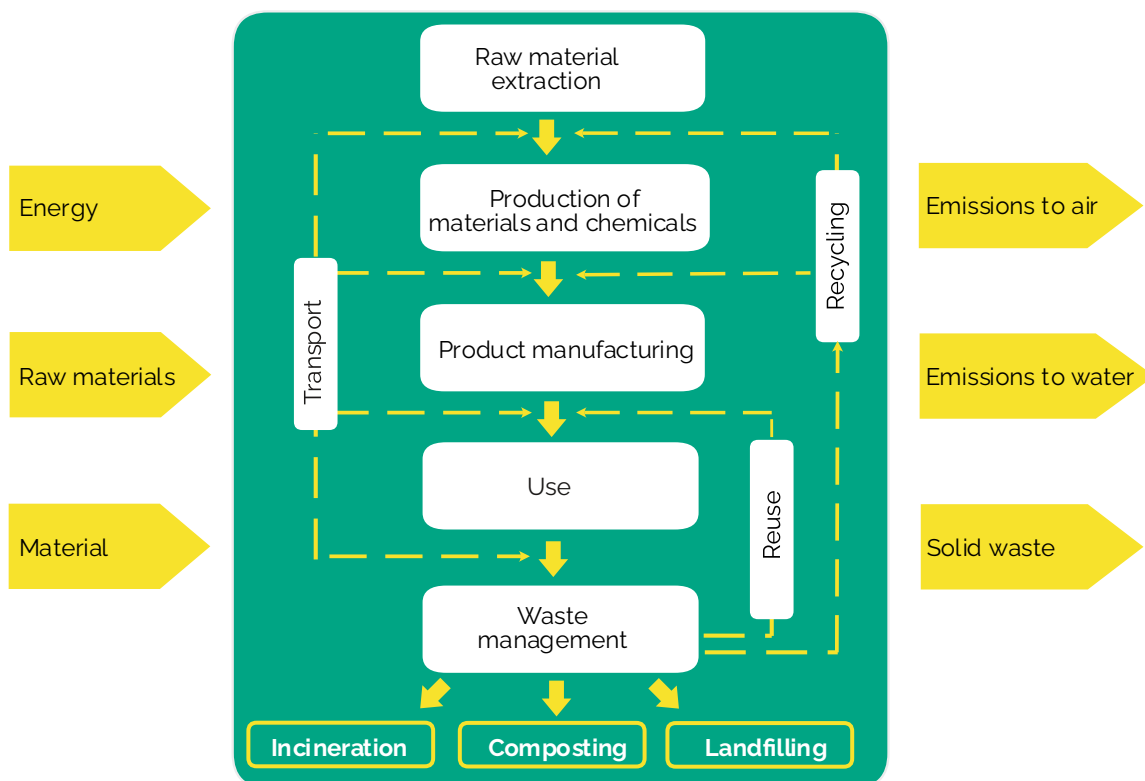 Raw material
extraction
Energy
Production of
materials and chemicals
Recycling
Emissions to air
Transport
Raw materials
Product manufacturing
Emissions to water
Use
Reuse
Material
Solid waste
Waste
management
Incineration
Composting
Landfilling